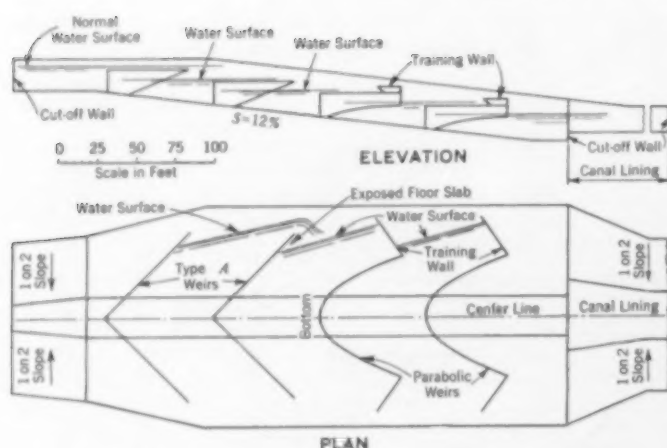 Normal
Water Surface
Water Surface
Water Surface
Training Wall
Cut-off Wall
S=12%
0 25 50 75 100
Scale in Feet
ELEVATION
Cut-off Wall
Canal Lining
Exposed Floor Slab
Water Surface
Water Surface
Training
Wall
1 on 2
Slope
Type A
Weirs
1 on 2
Slope
Bottom
Center Line
Canal Lining
1 on 2
Slope
Parabolic
Weirs
1 on 2
Slope
PLAN